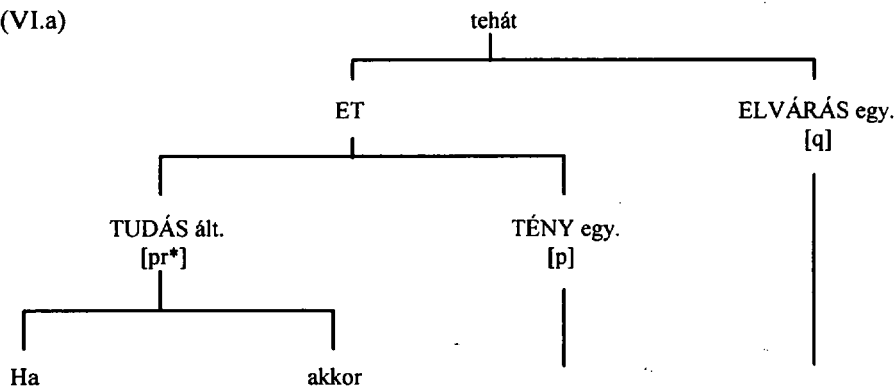 (VI.a)
tehát
ET
ELVÁRÁS egy.
[q]
TUDÁS ált.
[pr*]
TÉNY egy.
[p]
Ha
akkor